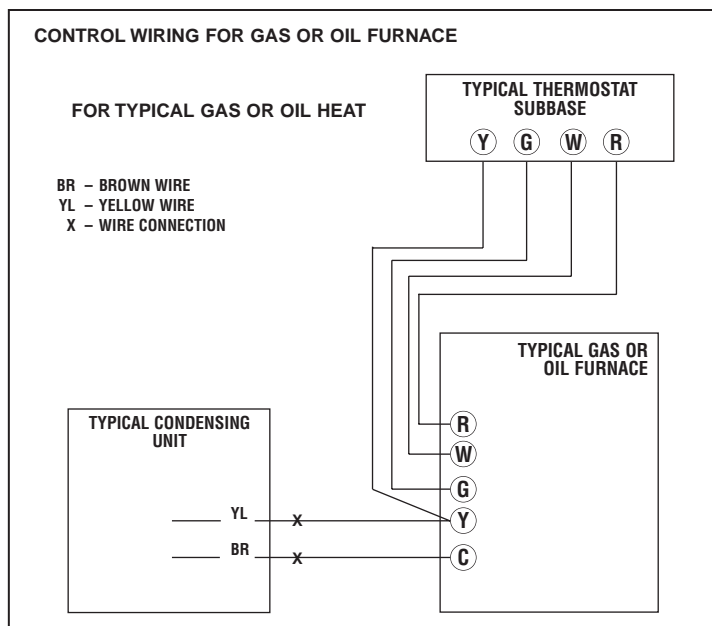 CONTROL WIRING FOR GAS OR OIL FURNACE
FOR TYPICAL GAS OR OIL HEAT
TYPICAL THERMOSTAT
SUBBASE
Y G W R
BR – BROWN WIRE
YL – YELLOW WIRE
X – WIRE CONNECTION
TYPICAL GAS OR
OIL FURNACE
R
W
G
Y
C
TYPICAL CONDENSING
UNIT
YL X
BR X